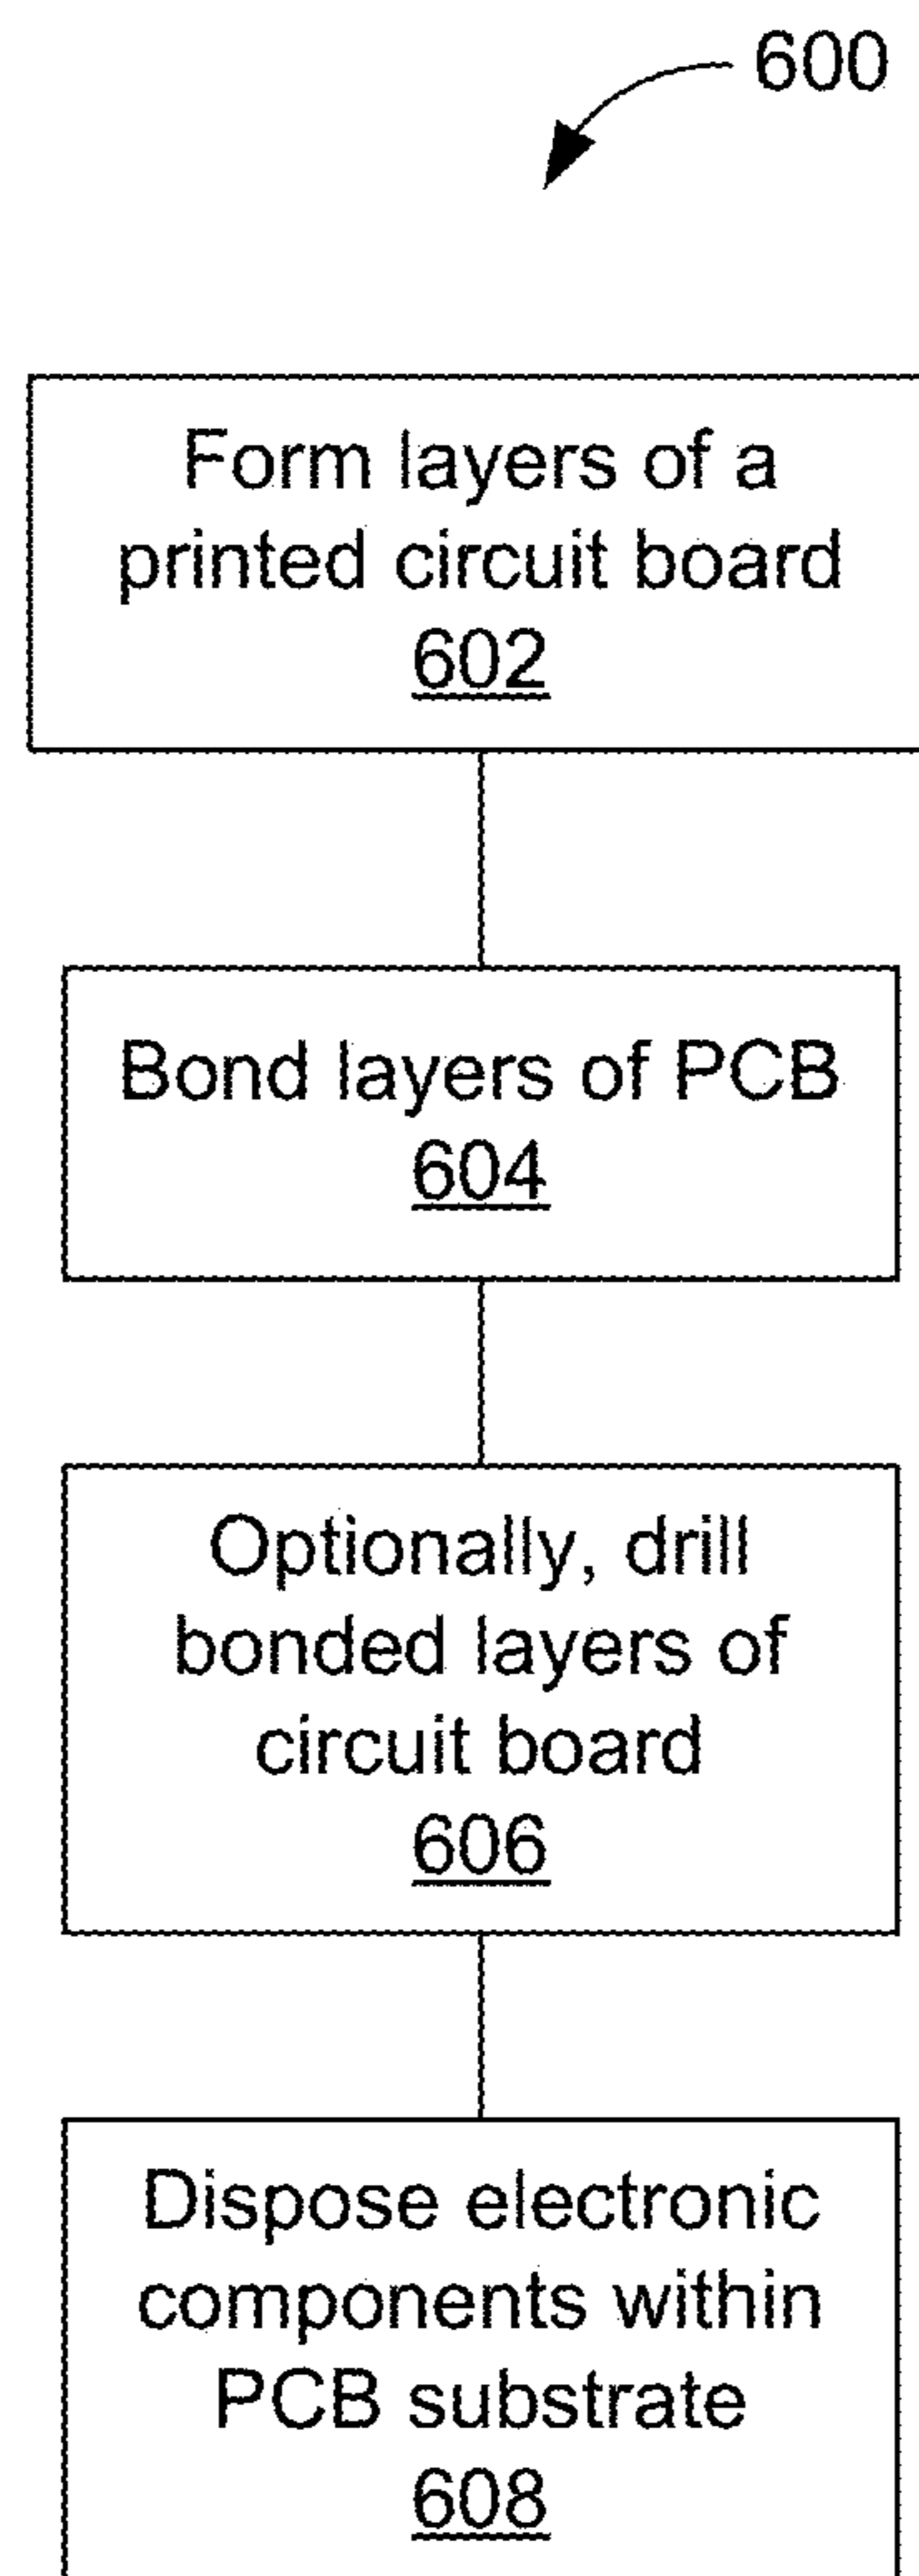 600
Form layers of a
printed circuit board
602
Bond layers of PCB
604
Optionally, drill
bonded layers of
circuit board
606
Dispose electronic
components within
PCB substrate
608